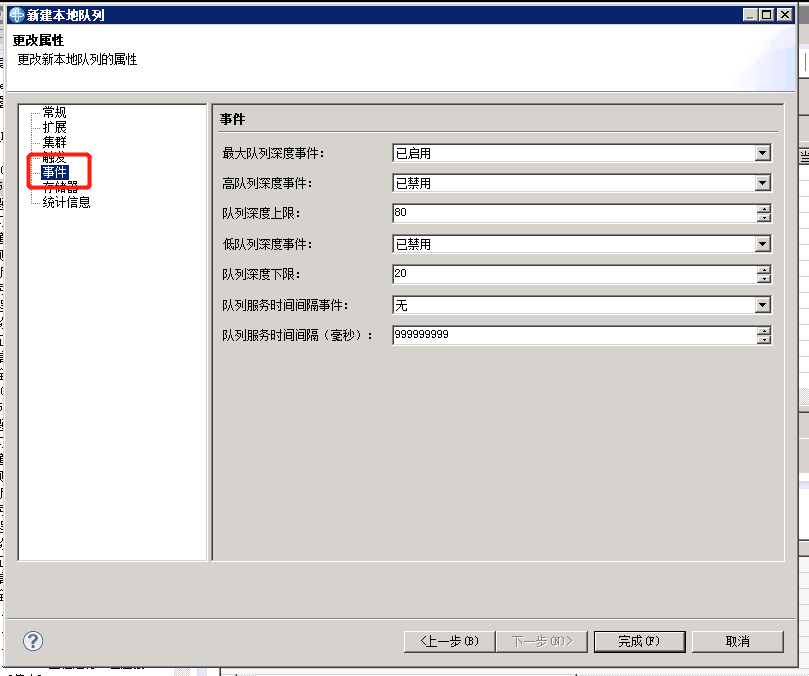 新建本地队列
更改属性
更改新本地队列的属性
常规
扩展
集群
触发
事件
存储器
统计信息
事件
最大队列深度事件： 已启用
高队列深度事件： 已禁用
队列深度上限： 80
低队列深度事件： 已禁用
队列深度下限： 20
队列服务时间间隔事件： 无
队列服务时间间隔（毫秒）： 999999999
?
<上一步(B)
下一步(N)>
完成(F)
取消